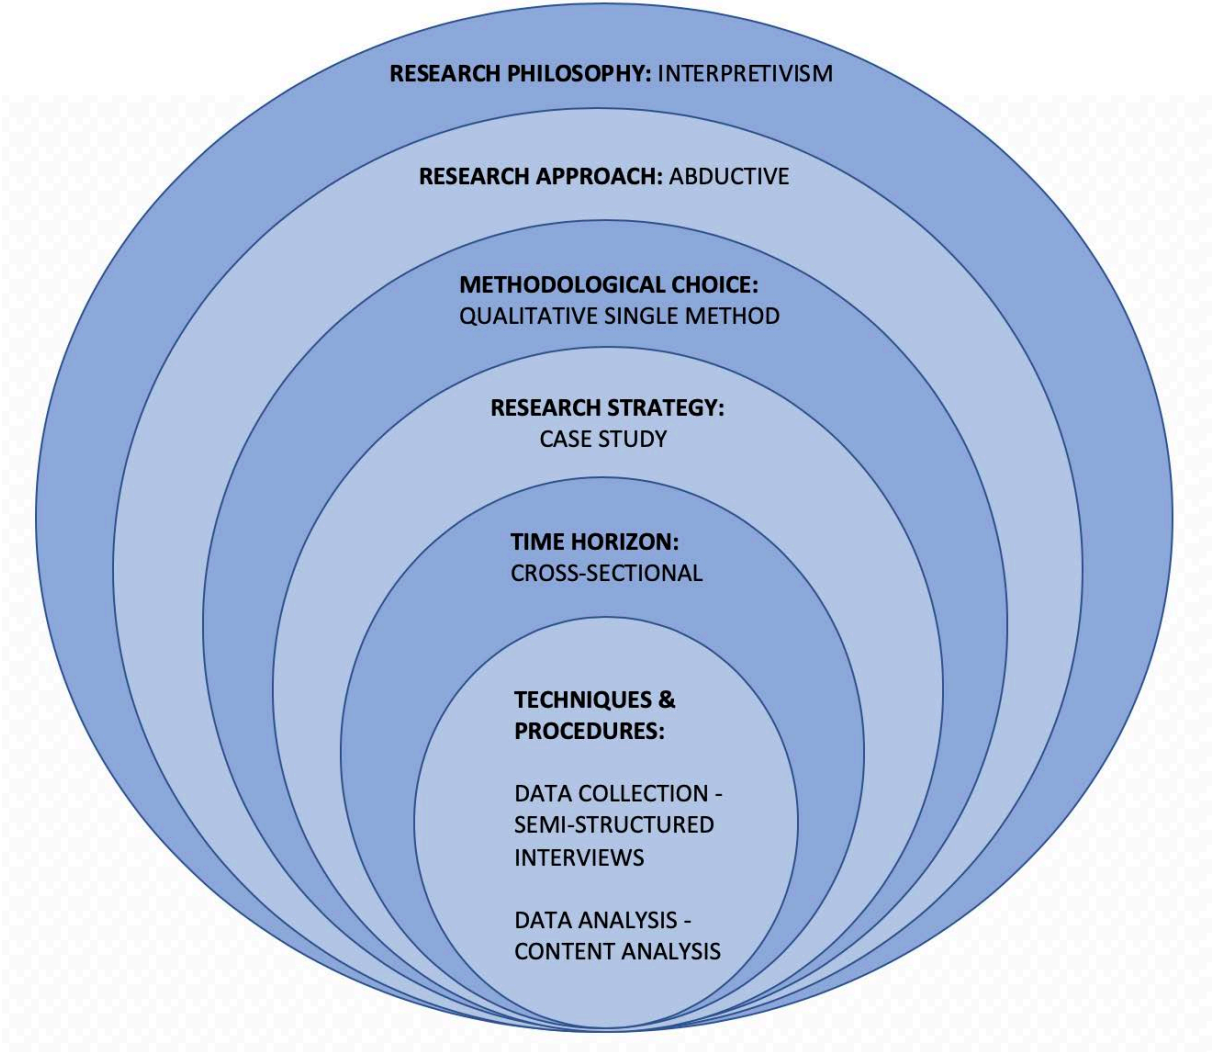 RESEARCH PHILOSOPHY: INTERPRETIVISM
RESEARCH APPROACH: ABDUCTIVE
METHODOLOGICAL CHOICE:
QUALITATIVE SINGLE METHOD
RESEARCH STRATEGY:
CASE STUDY
TIME HORIZON:
CROSS-SECTIONAL
TECHNIQUES &
PROCEDURES:
DATA COLLECTION -
SEMI-STRUCTURED
INTERVIEWS
DATA ANALYSIS -
CONTENT ANALYSIS